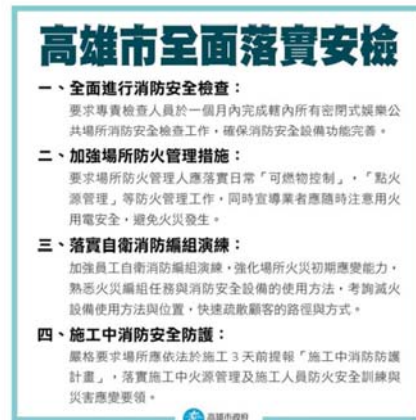 高雄市全面落實安檢
一、全面進行消防安全檢查：
要求專責檢查人員於一個月內完成轄內所有密閉式娛樂公
共場所消防安全檢查工作，確保消防安全設備功能完善。
二、加強場所防火管理措施：
要求場所防火管理人應落實日常「可燃物控制」，「點火
源管理」等防火管理工作，同時宣導業者應隨時注意用火
用電安全，避免火災發生。
三、落實自衛消防編組演練：
加強員工自衛消防編組演練，強化場所火災初期應變能力，
熟悉火災編組任務與消防安全設備的使用方法，考詢滅火
設備使用方法與位置，快速疏散顧客的路徑與方式。
四、施工中消防安全防護：
嚴格要求場所應依法於施工3天前提報「施工中消防防護
計畫」，落實施工中火源管理及施工人員防火安全訓練與
災害應變要領。
高雄市政府